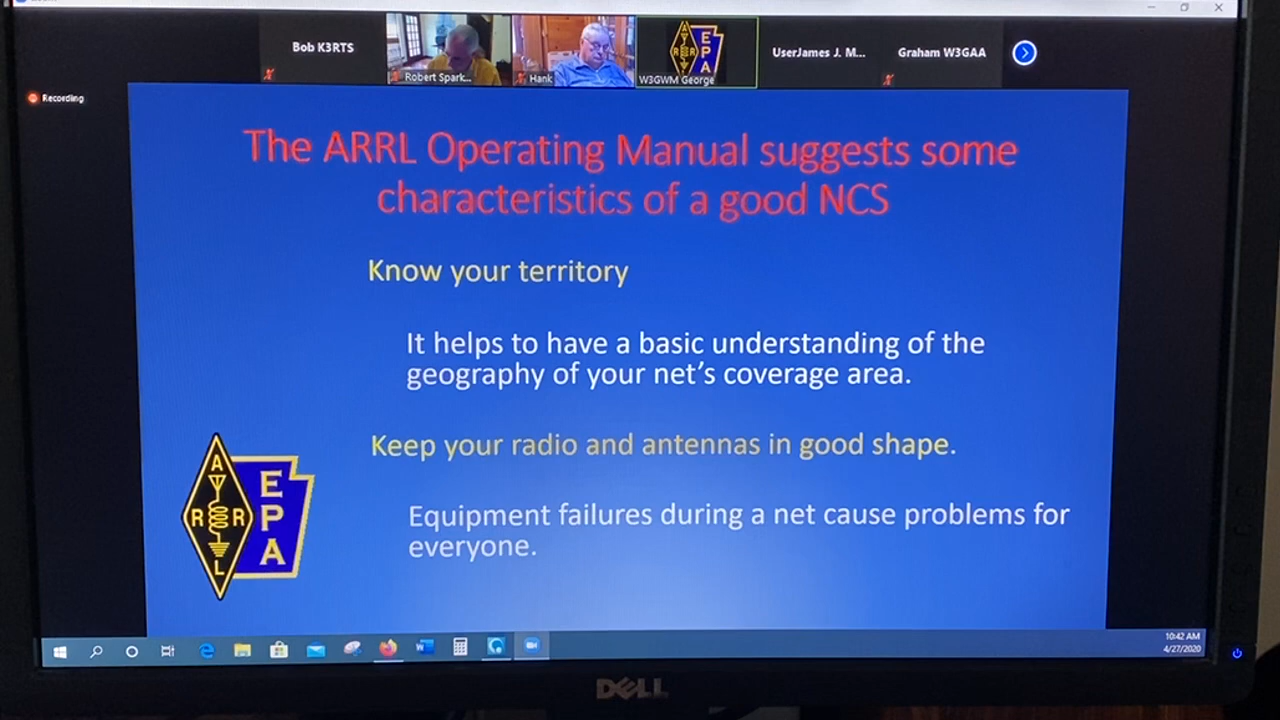 Bob K3RTS
Robert Spark...
Hank
W3GWM George
UserJames J. M...
Graham W3GAA
A
R R
L
E
P
A
Recording
The ARRL Operating Manual suggests some
characteristics of a good NCS
Know your territory
It helps to have a basic understanding of the
geography of your net's coverage area.
Keep your radio and antennas in good shape.
Equipment failures during a net cause problems for
everyone.
A
R R
L
E
P
A
10:42 AM
4/27/2020
DELL